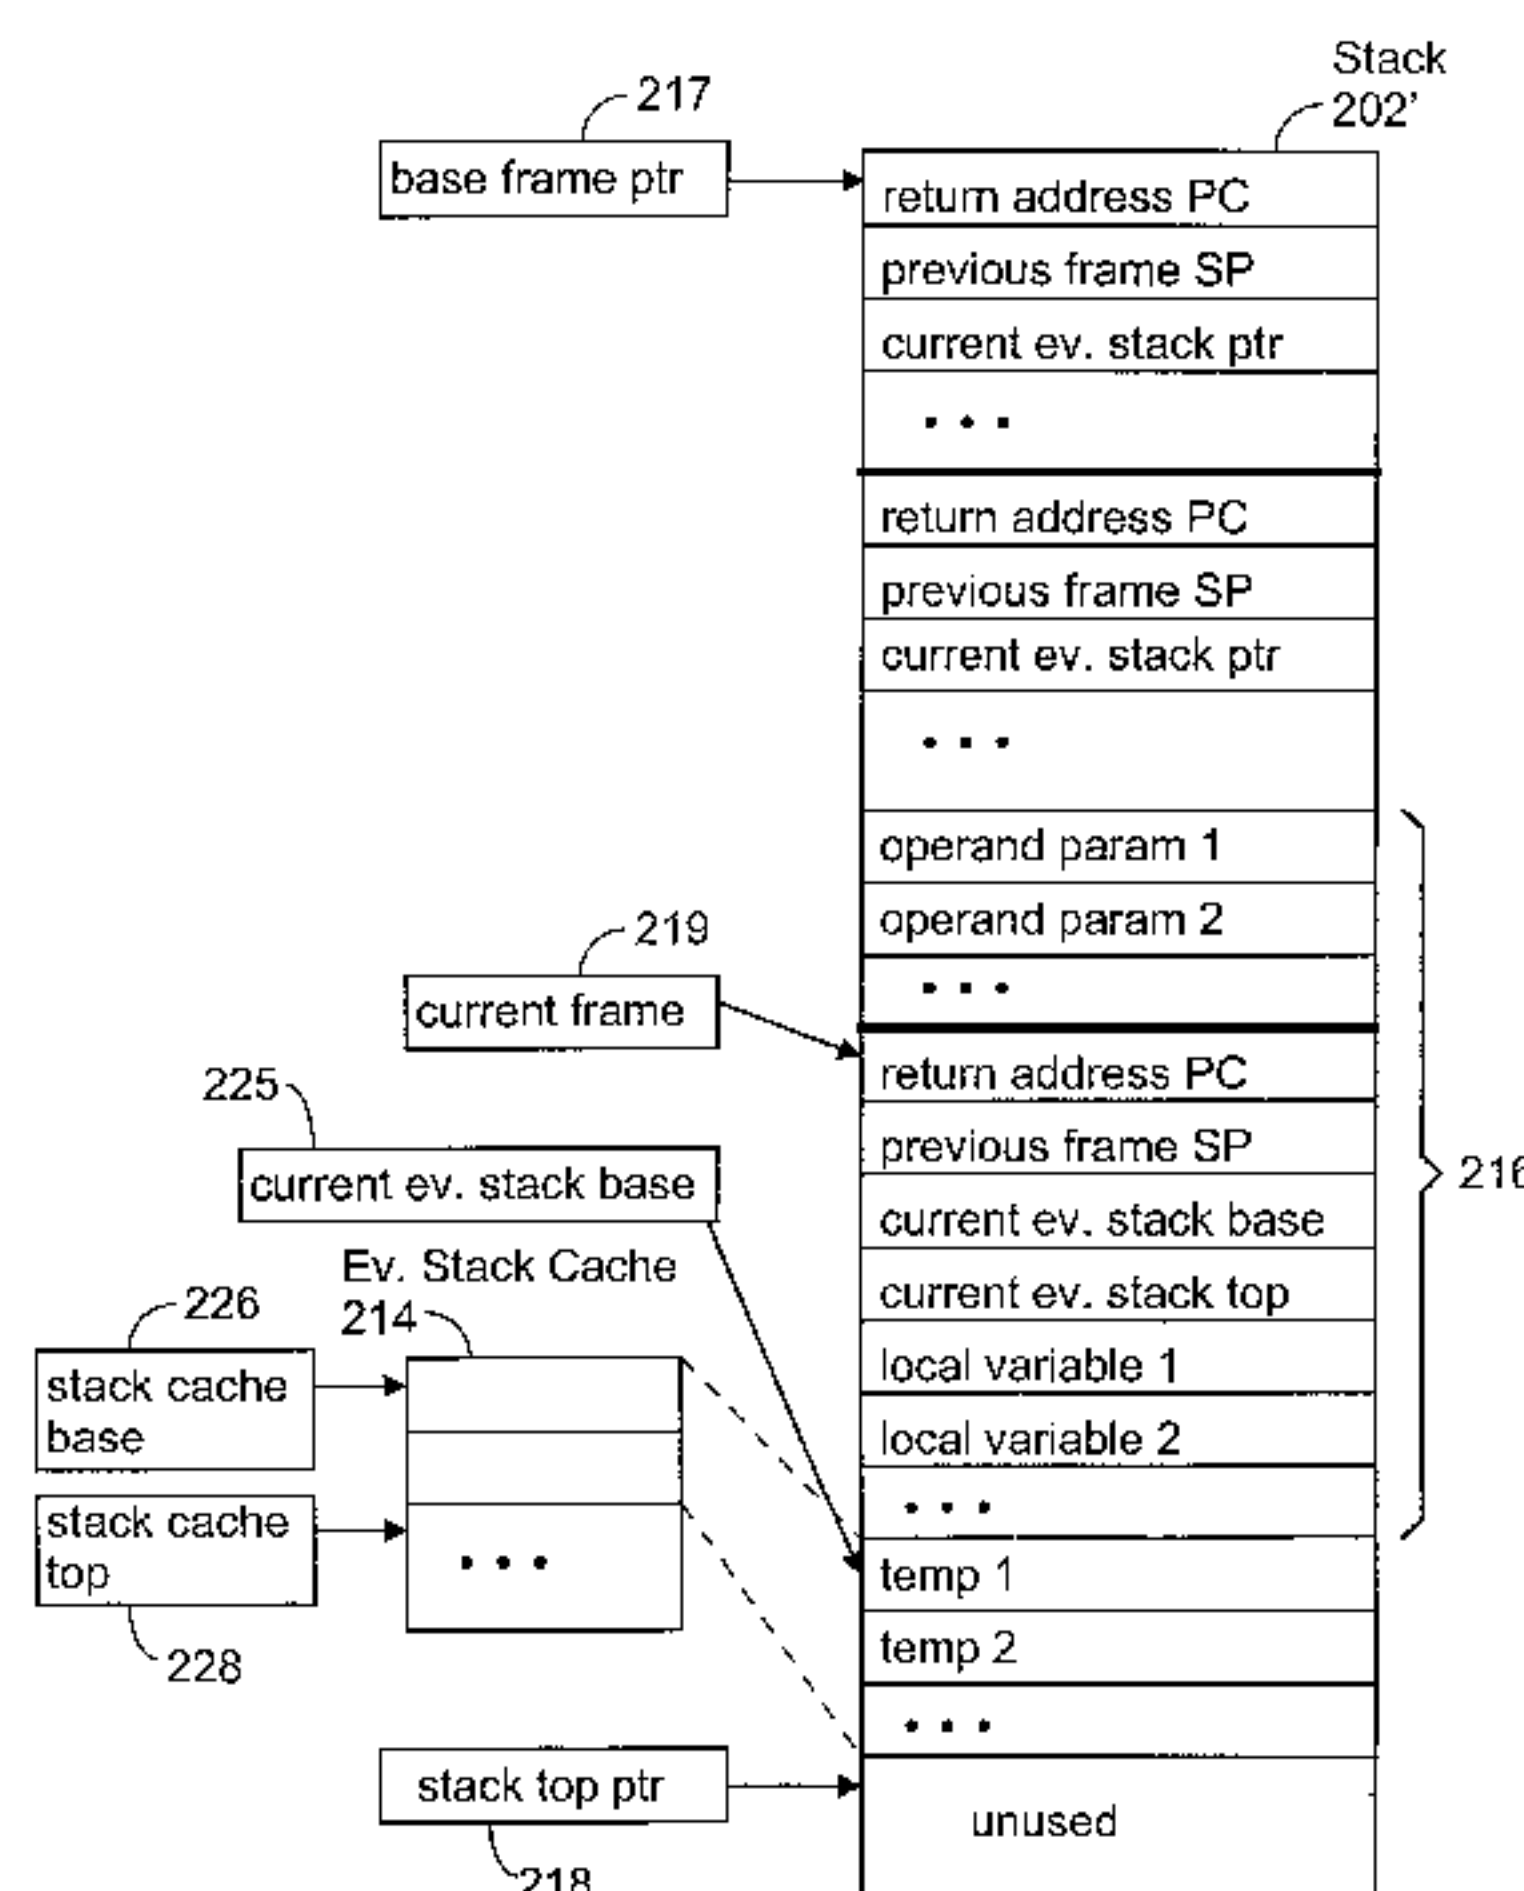 Stack
202'
217
base frame ptr
return address PC
previous frame SP
current ev. stack ptr
• • •
return address PC
previous frame SP
current ev. stack ptr
• • •
operand param 1
operand param 2
• • •
219
current frame
return address PC
225
previous frame SP
216
current ev. stack base
current ev. stack base
Ev. Stack Cache
214
current ev. stack top
226
stack cache
base
local variable 1
local variable 2
• • •
stack cache
top
• • •
228
temp 1
temp 2
• • •
stack top ptr
218
unused